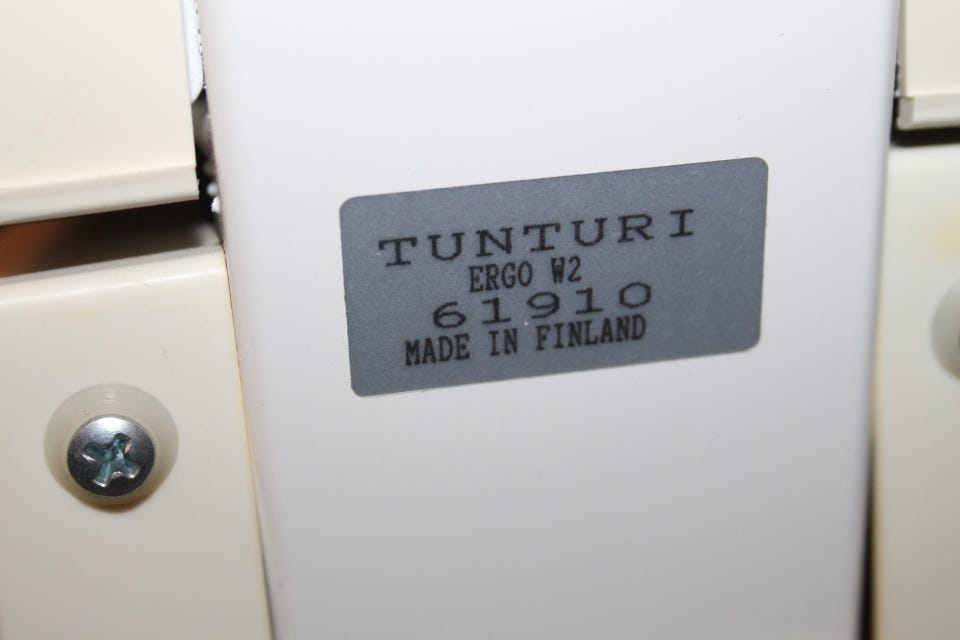 TUNTURI
ERGO W2
61910
MADE IN FINLAND